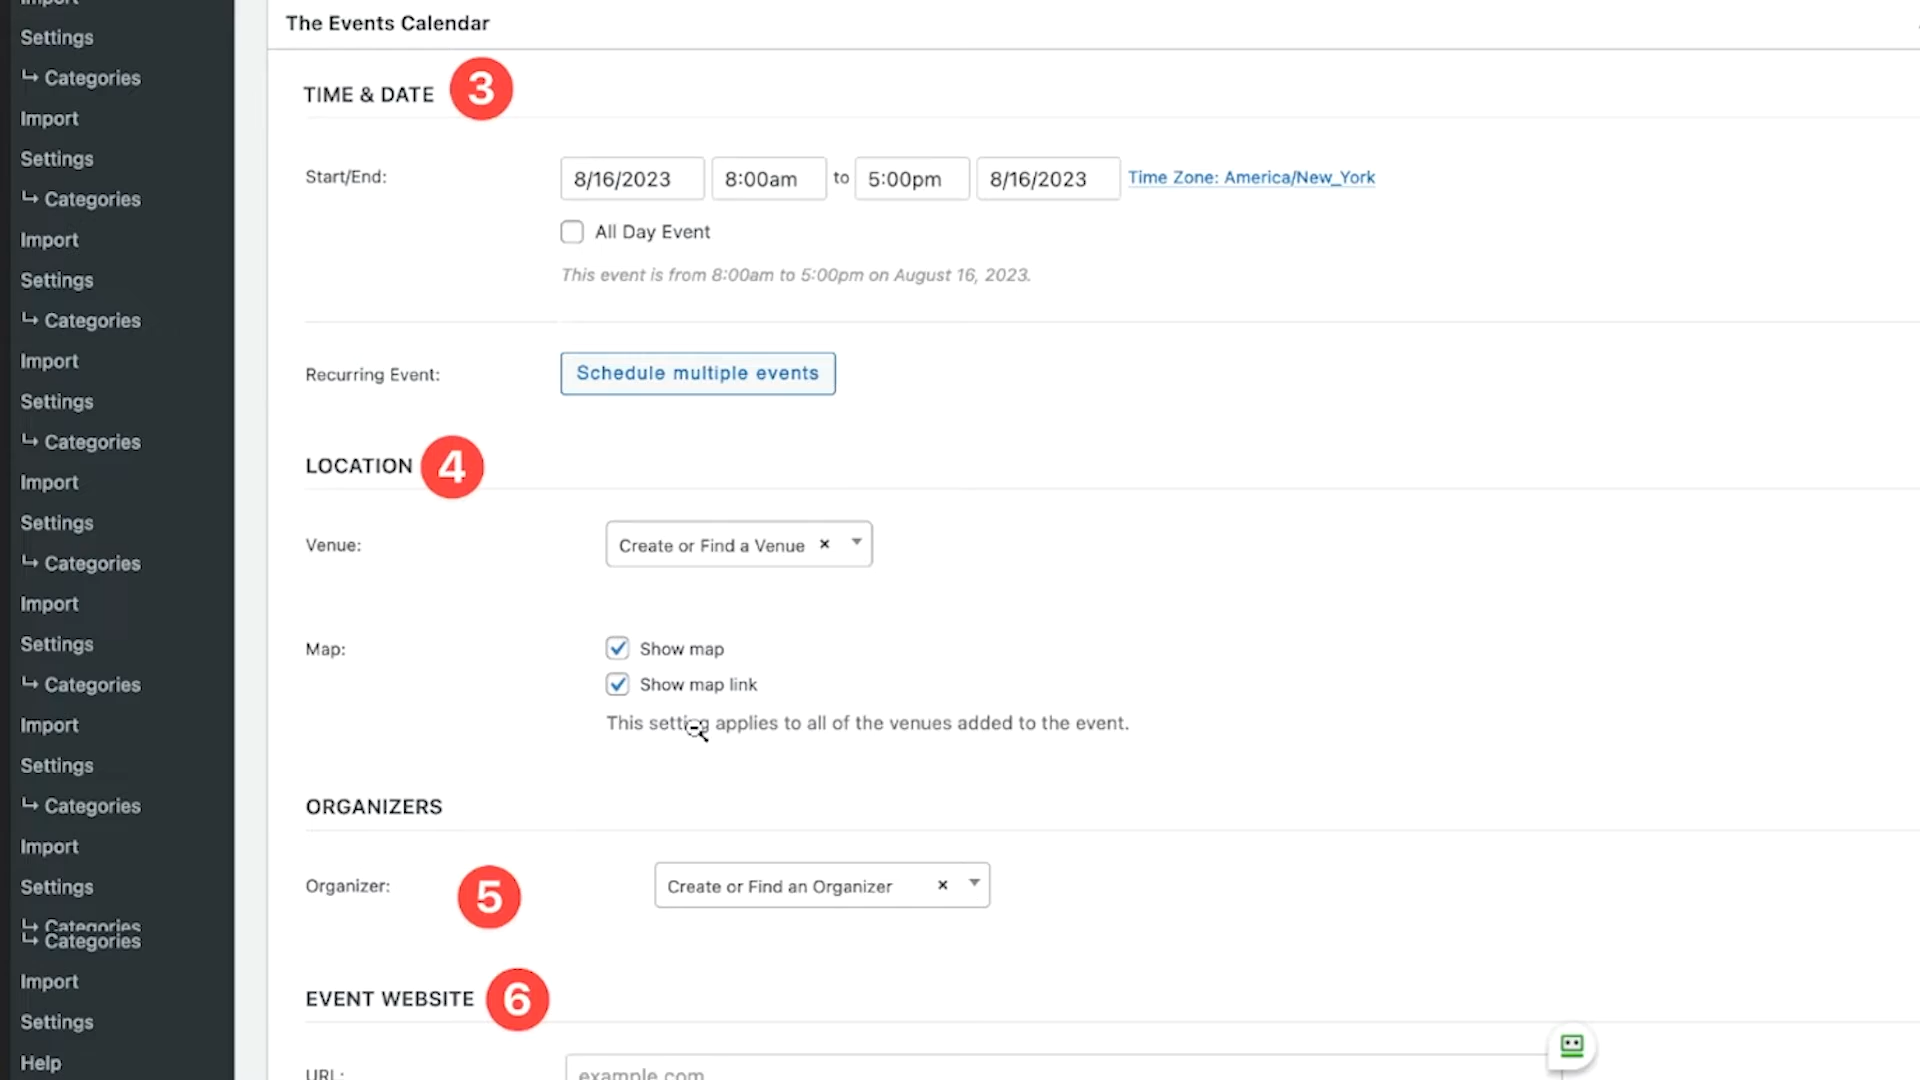 Import
Settings
↳ Categories
Import
Settings
↳ Categories
Import
Settings
↳ Categories
Import
Settings
↳ Categories
Import
Settings
↳ Categories
Import
Settings
↳ Categories
Import
Settings
↳ Categories
Import
Settings
↳ Categories
↳ Categories
Import
Settings
Help
The Events Calendar
TIME & DATE 3
Start/End: 8/16/2023 8:00am to 5:00pm 8/16/2023 Time Zone: America/New_York
All Day Event
This event is from 8:00am to 5:00pm on August 16, 2023.
Recurring Event: Schedule multiple events
LOCATION 4
Venue: Create or Find a Venue ×
Map: Show map
Show map link
This setting applies to all of the venues added to the event.
ORGANIZERS
Organizer: 5 Create or Find an Organizer ×
EVENT WEBSITE 6
URL: example.com